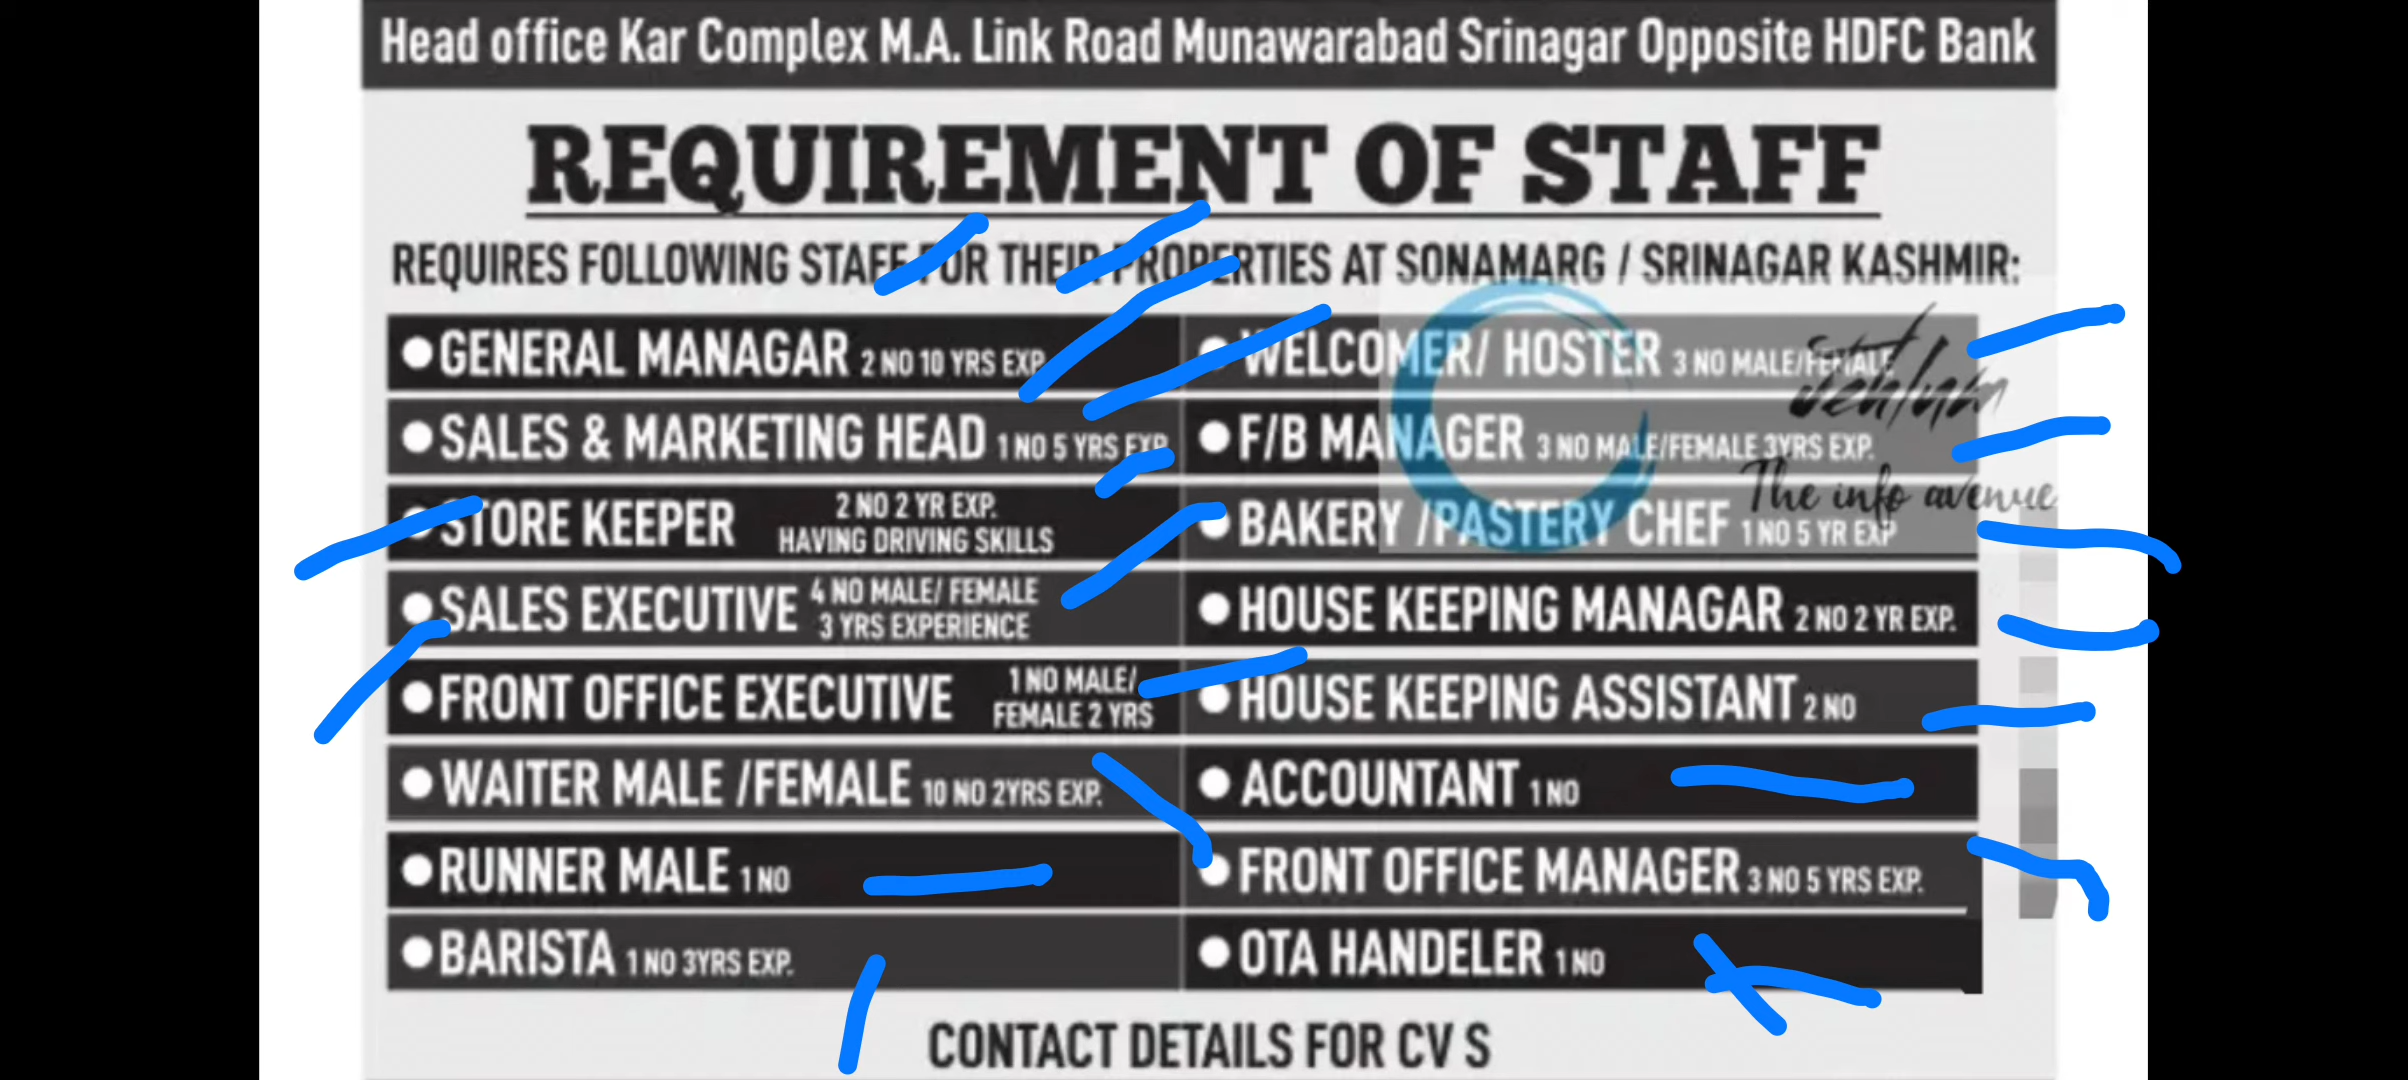 Head office Kar Complex M.A. Link Road Munawarabad Srinagar Opposite HDFC Bank
REQUIREMENT OF STAFF
REQUIRES FOLLOWING STAFF FOR THEIR PROPERTIES AT SONAMARG / SRINAGAR KASHMIR:
GENERAL MANAGAR 2 NO 10 YRS EXP
SALES & MARKETING HEAD 1 NO 5 YRS EXP
STORE KEEPER 2 NO 2 YR EXP.
HAVING DRIVING SKILLS
SALES EXECUTIVE 4 NO MALE/ FEMALE
3 YRS EXPERIENCE
FRONT OFFICE EXECUTIVE 1 NO MALE/
FEMALE 2 YRS
WAITER MALE /FEMALE 10 NO 2YRS EXP.
RUNNER MALE 1 NO
BARISTA 1 NO 3YRS EXP.
WELCOMER/ HOSTER 3 NO MALE/FEMALE
F/B MANAGER 3 NO MALE/FEMALE 3YRS EXP.
BAKERY /PASTERY CHEF 1 NO 5 YR EXP
HOUSE KEEPING MANAGAR 2 NO 2 YR EXP.
HOUSE KEEPING ASSISTANT 2 NO
ACCOUNTANT 1 NO
FRONT OFFICE MANAGER 3 NO 5 YRS EXP.
OTA HANDELER 1 NO
The info avenue
CONTACT DETAILS FOR CV S